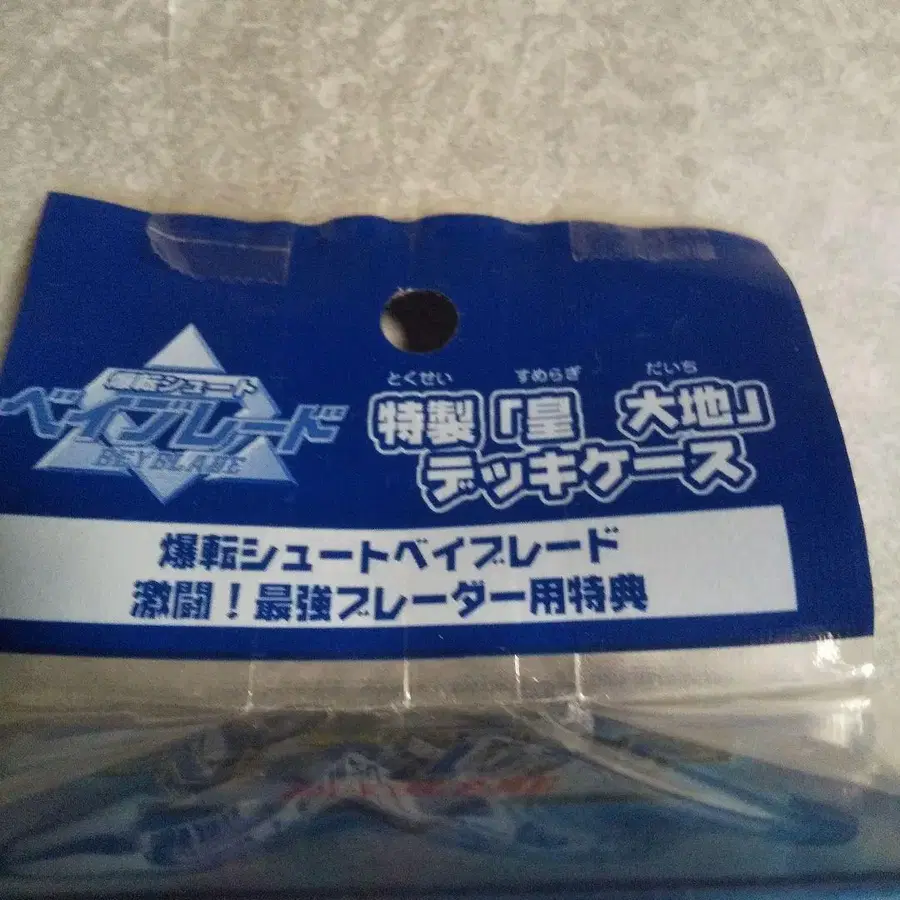 爆転シュート
ベイブレード
BEYBLADE
とくせい すめらぎ だいち
特製「皇 大地」
デッキケース
爆転シュートベイブレード
激闘！最強ブレーダー用特典